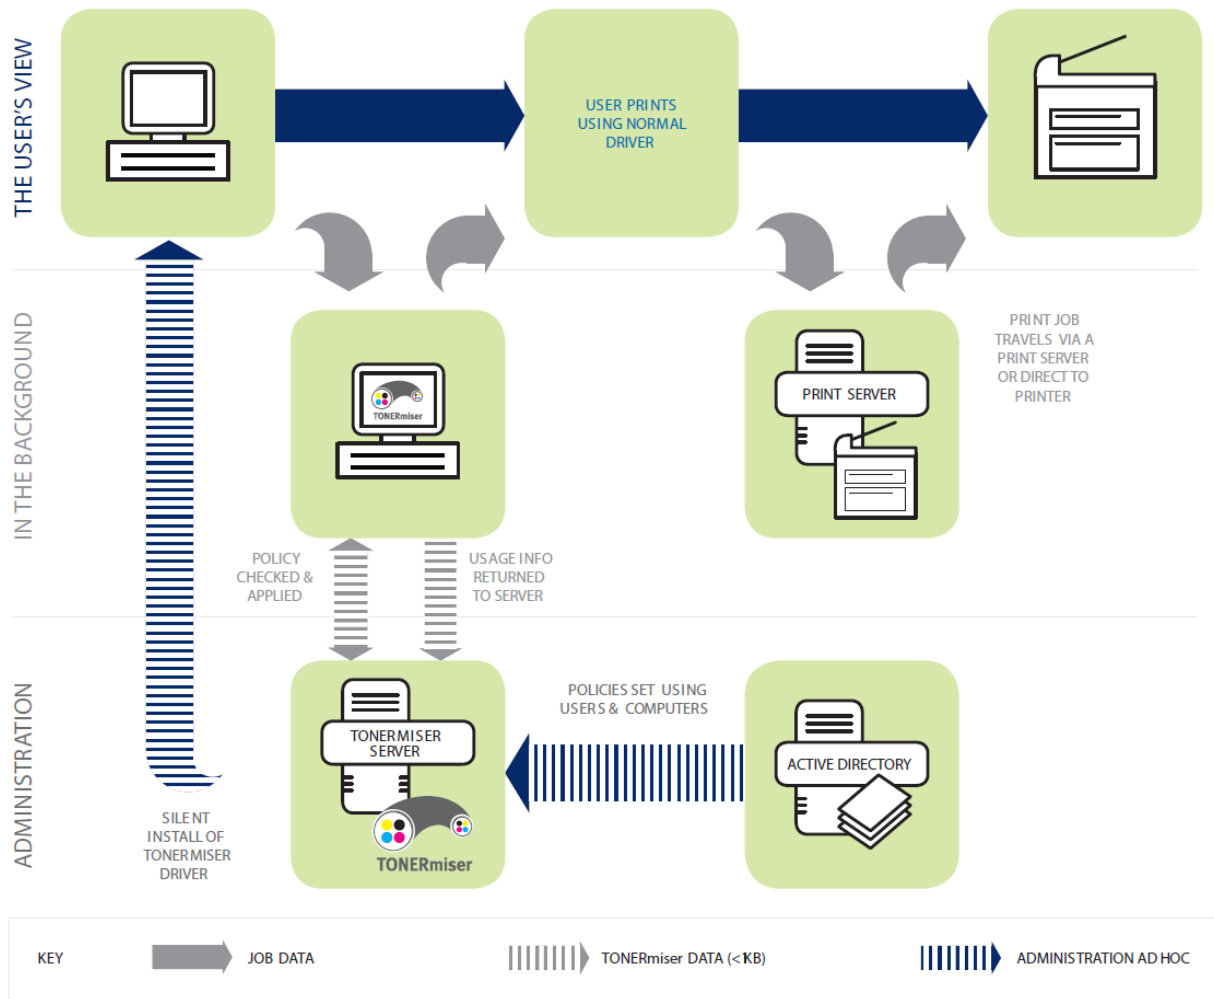 THE USER'S VIEW
USER PRINTS
USING NORMAL
DRIVER
IN THE BACKGROUND
TONERmiser
PRINT SERVER
PRINT JOB
TRAVELS VIA A
PRINT SERVER
OR DIRECT TO
PRINTER
POLICY
CHECKED &
APPLIED
USAGE INFO
RETURNED
TO SERVER
ADMINISTRATION
SILENT
INSTALL OF
TONERMISER
DRIVER
TONERMISER
SERVER
TONERmiser
POLICIES SET USING
USERS & COMPUTERS
ACTIVE DIRECTORY
KEY
JOB DATA
TONERmiser DATA (<1KB)
ADMINISTRATION AD HOC